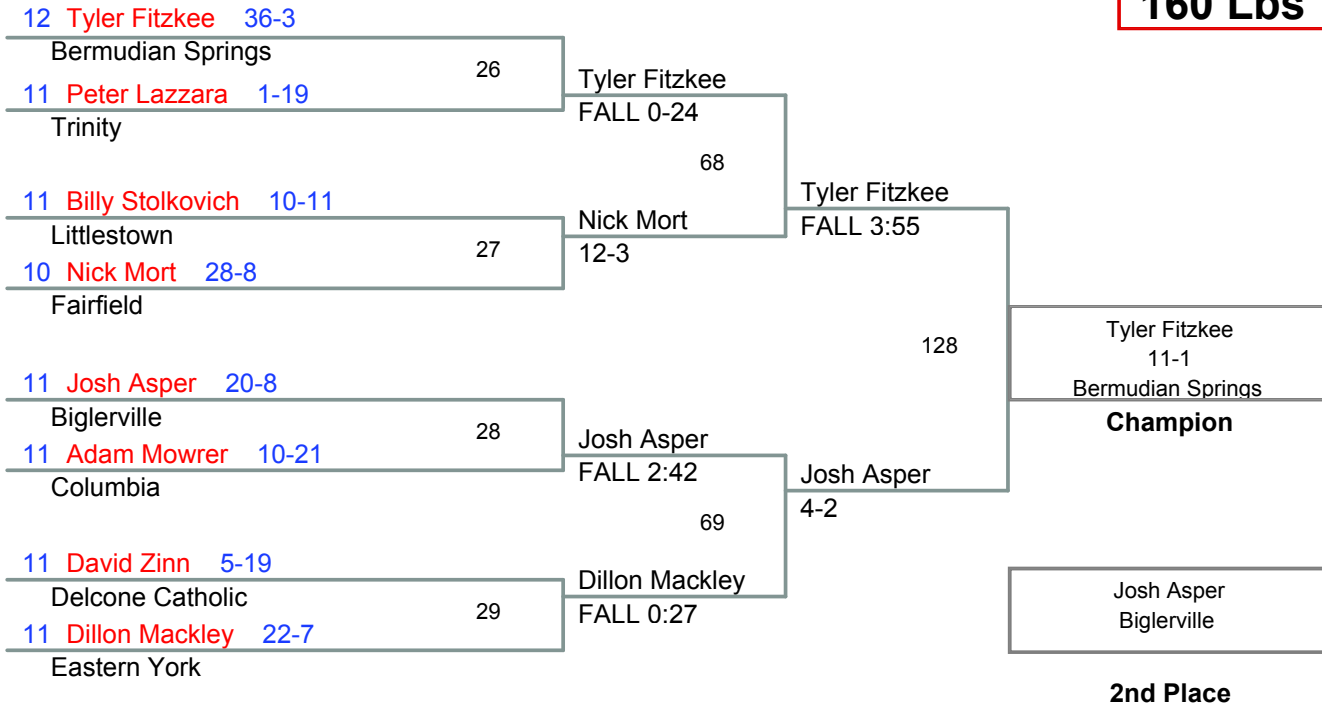 160 Lbs
12 Tyler Fitzkee 36-3
Bermudian Springs
26
11 Peter Lazzara 1-19
Trinity
Tyler Fitzkee
FALL 0-24
68
11 Billy Stolkovich 10-11
Littlestown
27
10 Nick Mort 28-8
Fairfield
Nick Mort
12-3
Tyler Fitzkee
FALL 3:55
128
11 Josh Asper 20-8
Biglerville
28
11 Adam Mowrer 10-21
Columbia
Josh Asper
FALL 2:42
69
Josh Asper
4-2
11 David Zinn 5-19
Delcone Catholic
29
11 Dillon Mackley 22-7
Eastern York
Dillon Mackley
FALL 0:27
Tyler Fitzkee
11-1
Bermudian Springs
Champion
Josh Asper
Biglerville
2nd Place